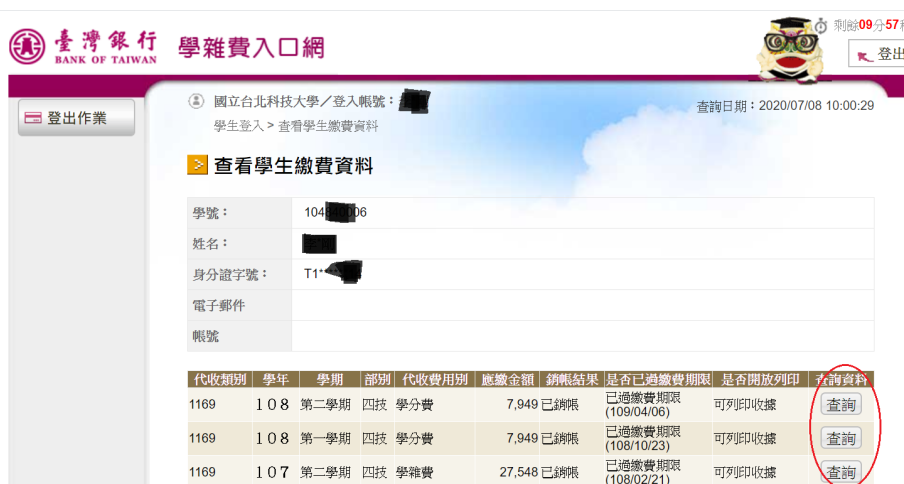 臺灣銀行 學雜費入口網
BANK OF TAIWAN
剩餘09分57
登出
登出作業
國立台北科技大學／登入帳號：
查詢日期：2020/07/08 10:00:29
學生登入 > 查看學生繳費資料
查看學生繳費資料
學號： 104 06
姓名：
身分證字號： T1**
電子郵件
帳號
代收類別 學年 學期 部別 代收費用別 應繳金額 銷帳結果 是否已過繳費期限 是否開放列印 查詢資料
1169 108 第二學期 四技 學分費 7,949 已銷帳 已過繳費期限 (109/04/06) 可列印收據 查詢
1169 108 第一學期 四技 學分費 7,949 已銷帳 已過繳費期限 (108/10/23) 可列印收據 查詢
1169 107 第二學期 四技 學雜費 27,548 已銷帳 已過繳費期限 (108/02/21) 可列印收據 查詢